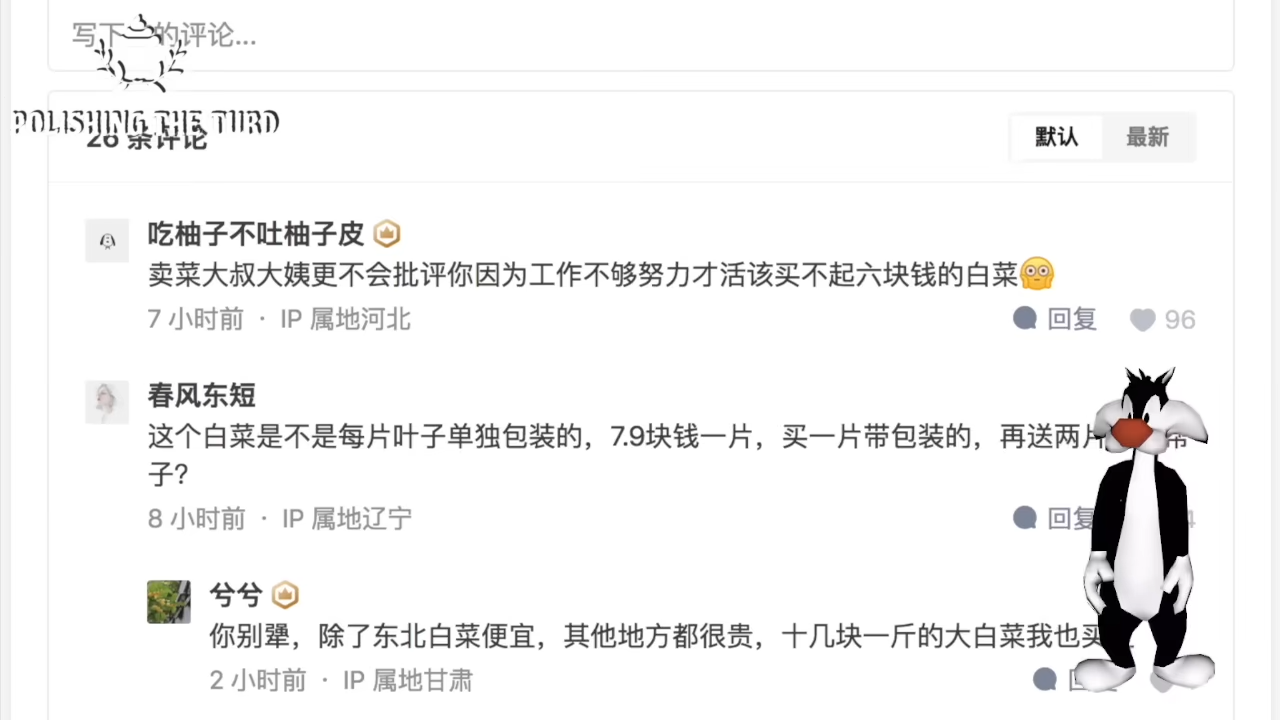 写下 的评论...
POLISHING THE TURD
26 条评论
默认 最新
吃柚子不吐柚子皮
卖菜大叔大姨更不会批评你因为工作不够努力才活该买不起六块钱的白菜
7 小时前 · IP 属地河北
回复 96
春风东短
这个白菜是不是每片叶子单独包装的，7.9块钱一片，买一片带包装的，再送两片
子？
8 小时前 · IP 属地辽宁
回复
兮兮
你别犟，除了东北白菜便宜，其他地方都很贵，十几块一斤的大白菜我也买
2 小时前 · IP 属地甘肃